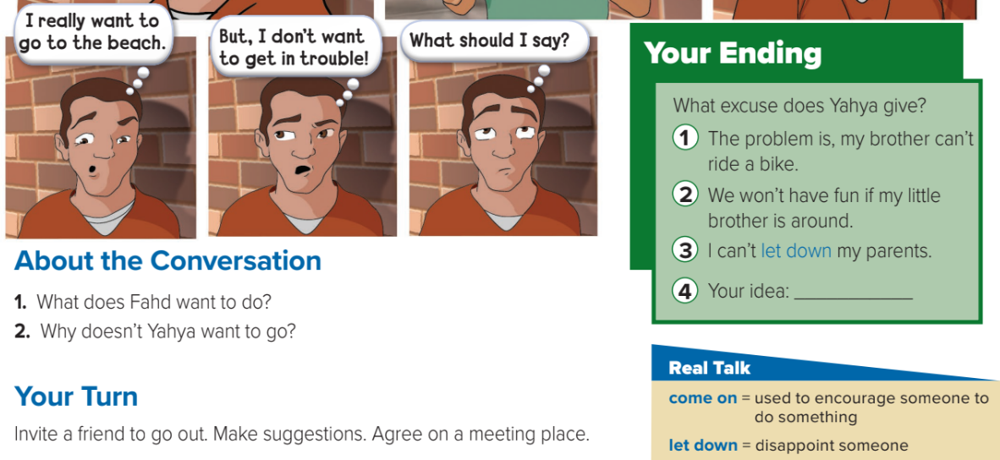 I really want to
go to the beach.
But, I don't want
to get in trouble!
What should I say?
Your Ending
What excuse does Yahya give?
1 The problem is, my brother can't
ride a bike.
2 We won't have fun if my little
brother is around.
3 I can't let down my parents.
4 Your idea: ____________
About the Conversation
1. What does Fahd want to do?
2. Why doesn't Yahya want to go?
Your Turn
Invite a friend to go out. Make suggestions. Agree on a meeting place.
Real Talk
come on = used to encourage someone to
do something
let down = disappoint someone